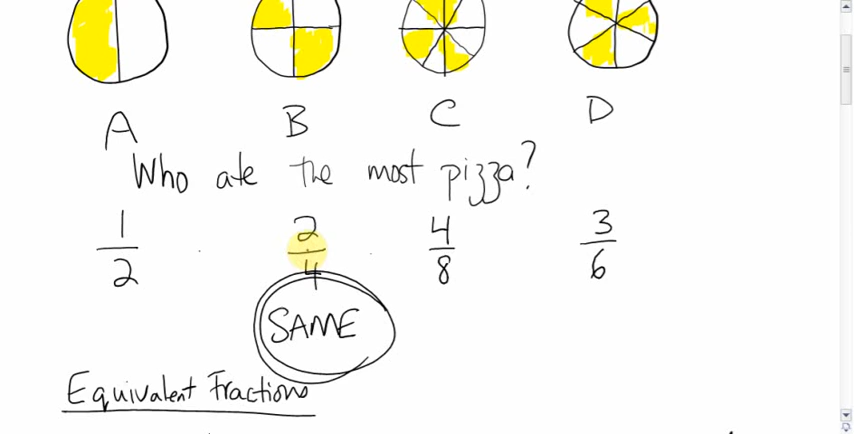 A B C D
Who ate the most pizza?
1/2 2/4 4/8 3/6
SAME
Equivalent Fractions